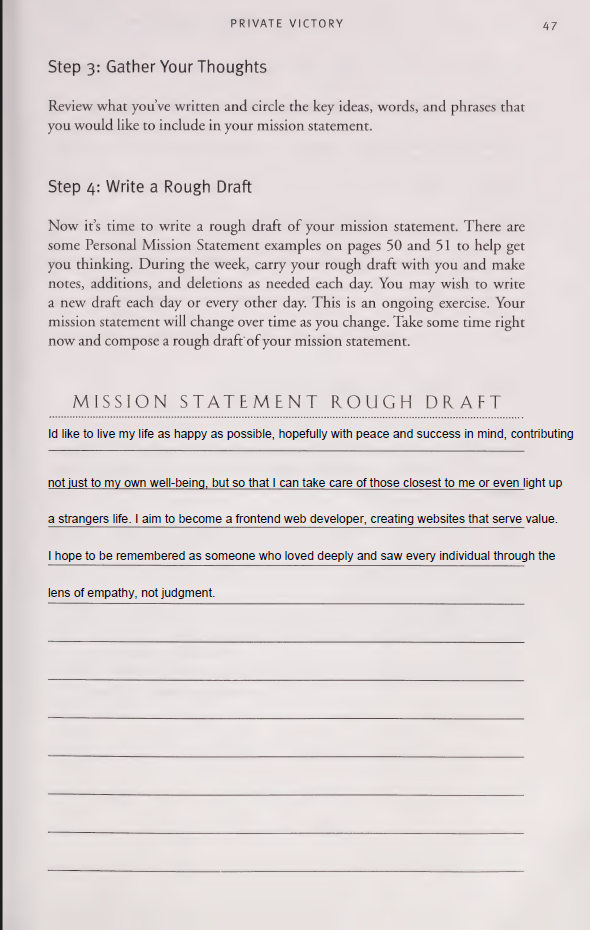 PRIVATE VICTORY 47
Step 3: Gather Your Thoughts
Review what you've written and circle the key ideas, words, and phrases that
you would like to include in your mission statement.
Step 4: Write a Rough Draft
Now it's time to write a rough draft of your mission statement. There are
some Personal Mission Statement examples on pages 50 and 51 to help get
you thinking. During the week, carry your rough draft with you and make
notes, additions, and deletions as needed each day. You may wish to write
a new draft each day or every other day. This is an ongoing exercise. Your
mission statement will change over time as you change. Take some time right
now and compose a rough draft of your mission statement.
MISSION STATEMENT ROUGH DRAFT
Id like to live my life as happy as possible, hopefully with peace and success in mind, contributing
not just to my own well-being, but so that I can take care of those closest to me or even light up
a strangers life. I aim to become a frontend web developer, creating websites that serve value.
I hope to be remembered as someone who loved deeply and saw every individual through the
lens of empathy, not judgment.